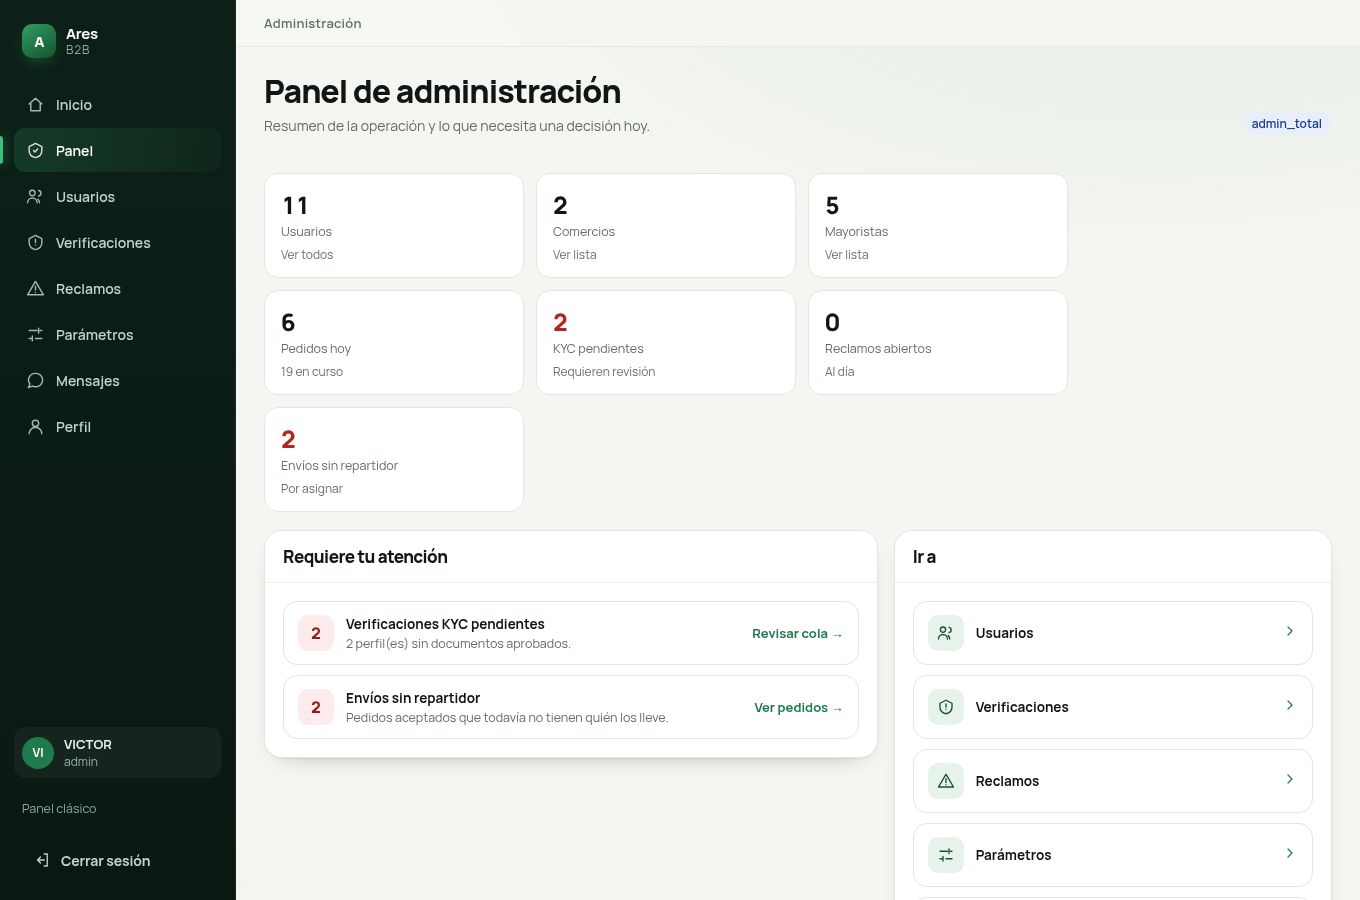 A
Ares
B2B
Inicio
Panel
Usuarios
Verificaciones
Reclamos
Parámetros
Mensajes
Perfil
VI
VICTOR
admin
Panel clásico
Cerrar sesión
Administración
Panel de administración
Resumen de la operación y lo que necesita una decisión hoy.
admin_total
11
Usuarios
Ver todos
2
Comercios
Ver lista
5
Mayoristas
Ver lista
6
Pedidos hoy
19 en curso
2
KYC pendientes
Requieren revisión
0
Reclamos abiertos
Al día
2
Envíos sin repartidor
Por asignar
Requiere tu atención
2
Verificaciones KYC pendientes
2 perfil(es) sin documentos aprobados.
Revisar cola →
2
Envíos sin repartidor
Pedidos aceptados que todavía no tienen quién los lleve.
Ver pedidos →
Ir a
Usuarios
Verificaciones
Reclamos
Parámetros